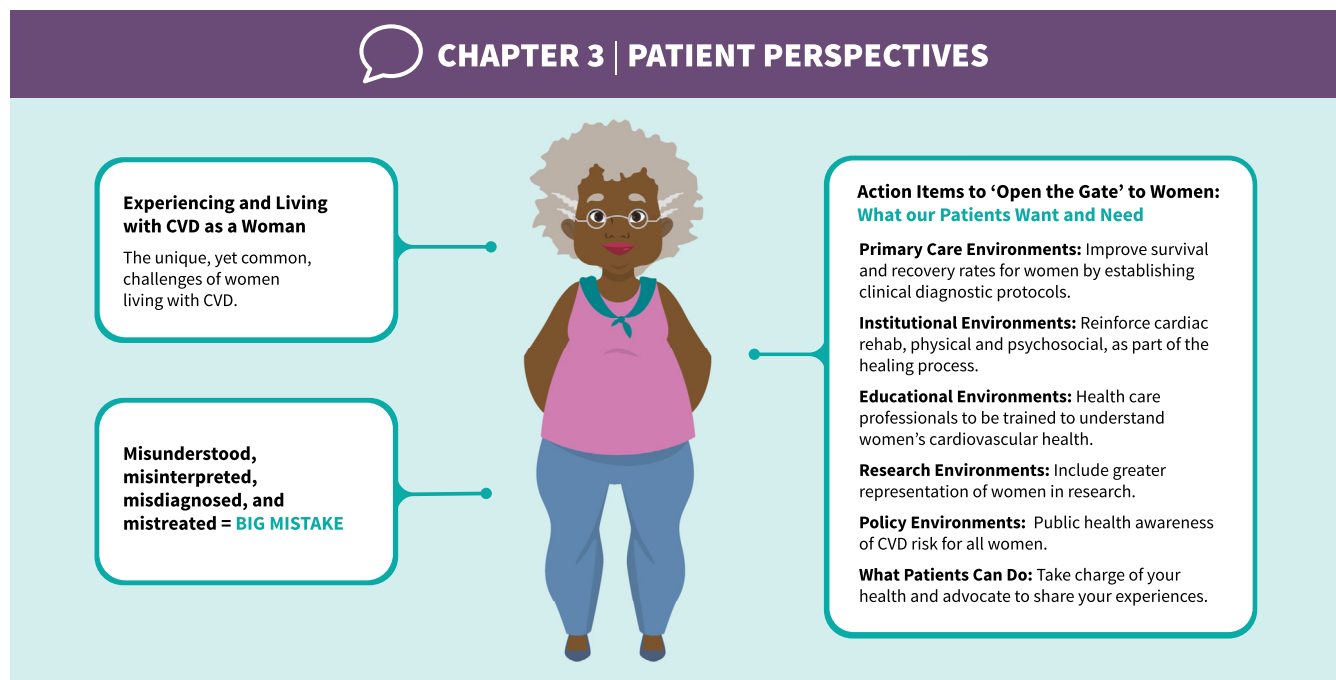 CHAPTER 3 | PATIENT PERSPECTIVES
Experiencing and Living
with CVD as a Woman
The unique, yet common,
challenges of women
living with CVD.
Misunderstood,
misinterpreted,
misdiagnosed, and
mistreated = BIG MISTAKE
Action Items to ‘Open the Gate’ to Women:
What our Patients Want and Need
Primary Care Environments: Improve survival
and recovery rates for women by establishing
clinical diagnostic protocols.
Institutional Environments: Reinforce cardiac
rehab, physical and psychosocial, as part of the
healing process.
Educational Environments: Health care
professionals to be trained to understand
women’s cardiovascular health.
Research Environments: Include greater
representation of women in research.
Policy Environments:  Public health awareness
of CVD risk for all women.
What Patients Can Do: Take charge of your
health and advocate to share your experiences.